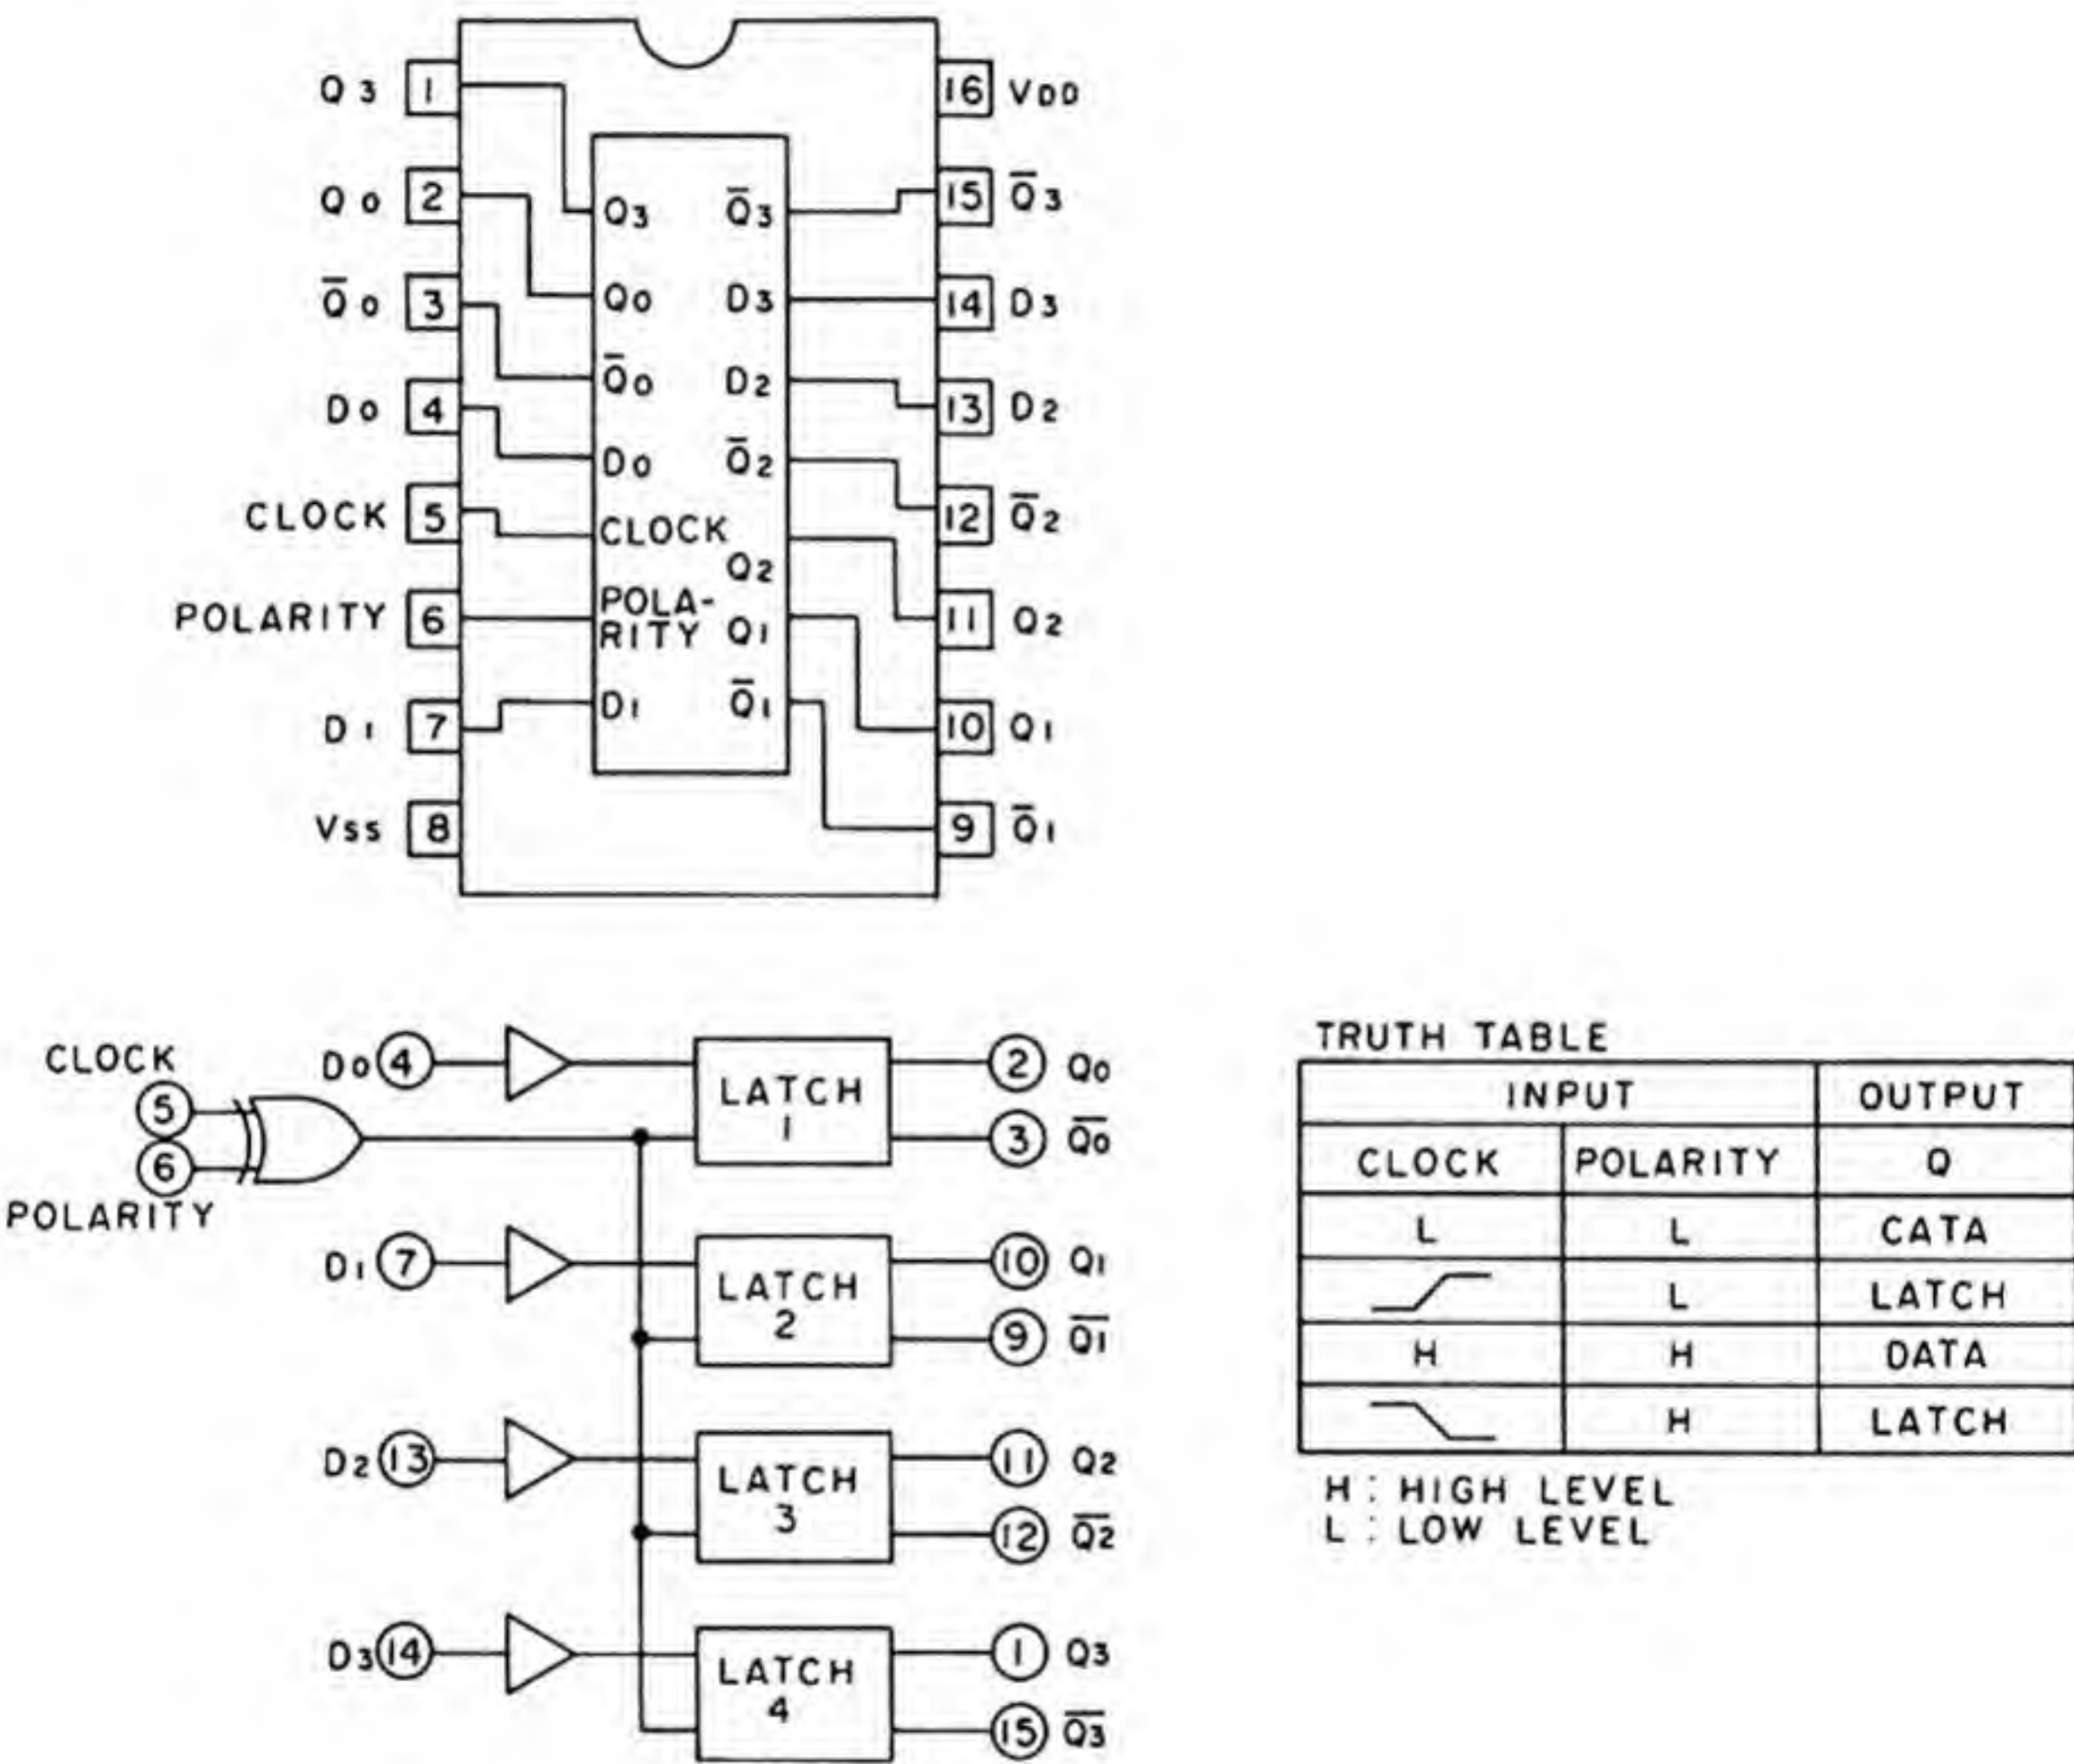 Q3 1 16 VDD
Q0 2 15 Q̅3
Q̅0 3 14 D3
D0 4 13 D2
CLOCK 5 12 Q̅2
POLARITY 6 11 Q2
D1 7 10 Q1
VSS 8 9 Q̅1
Q3 Q̅3
Q0 D3
Q̅0 D2
D0 Q̅2
CLOCK
Q2
POLA-
RITY Q1
D1 Q̅1
CLOCK
5
6
POLARITY
D0 4 LATCH 1 2 Q0
3 Q̅0
D1 7 LATCH 2 10 Q1
9 Q̅1
D2 13 LATCH 3 11 Q2
12 Q̅2
D3 14 LATCH 4 1 Q3
15 Q̅3
TRUTH TABLE
INPUT OUTPUT
CLOCK POLARITY Q
L L CATA
L LATCH
H H DATA
H LATCH
H : HIGH LEVEL
L : LOW LEVEL